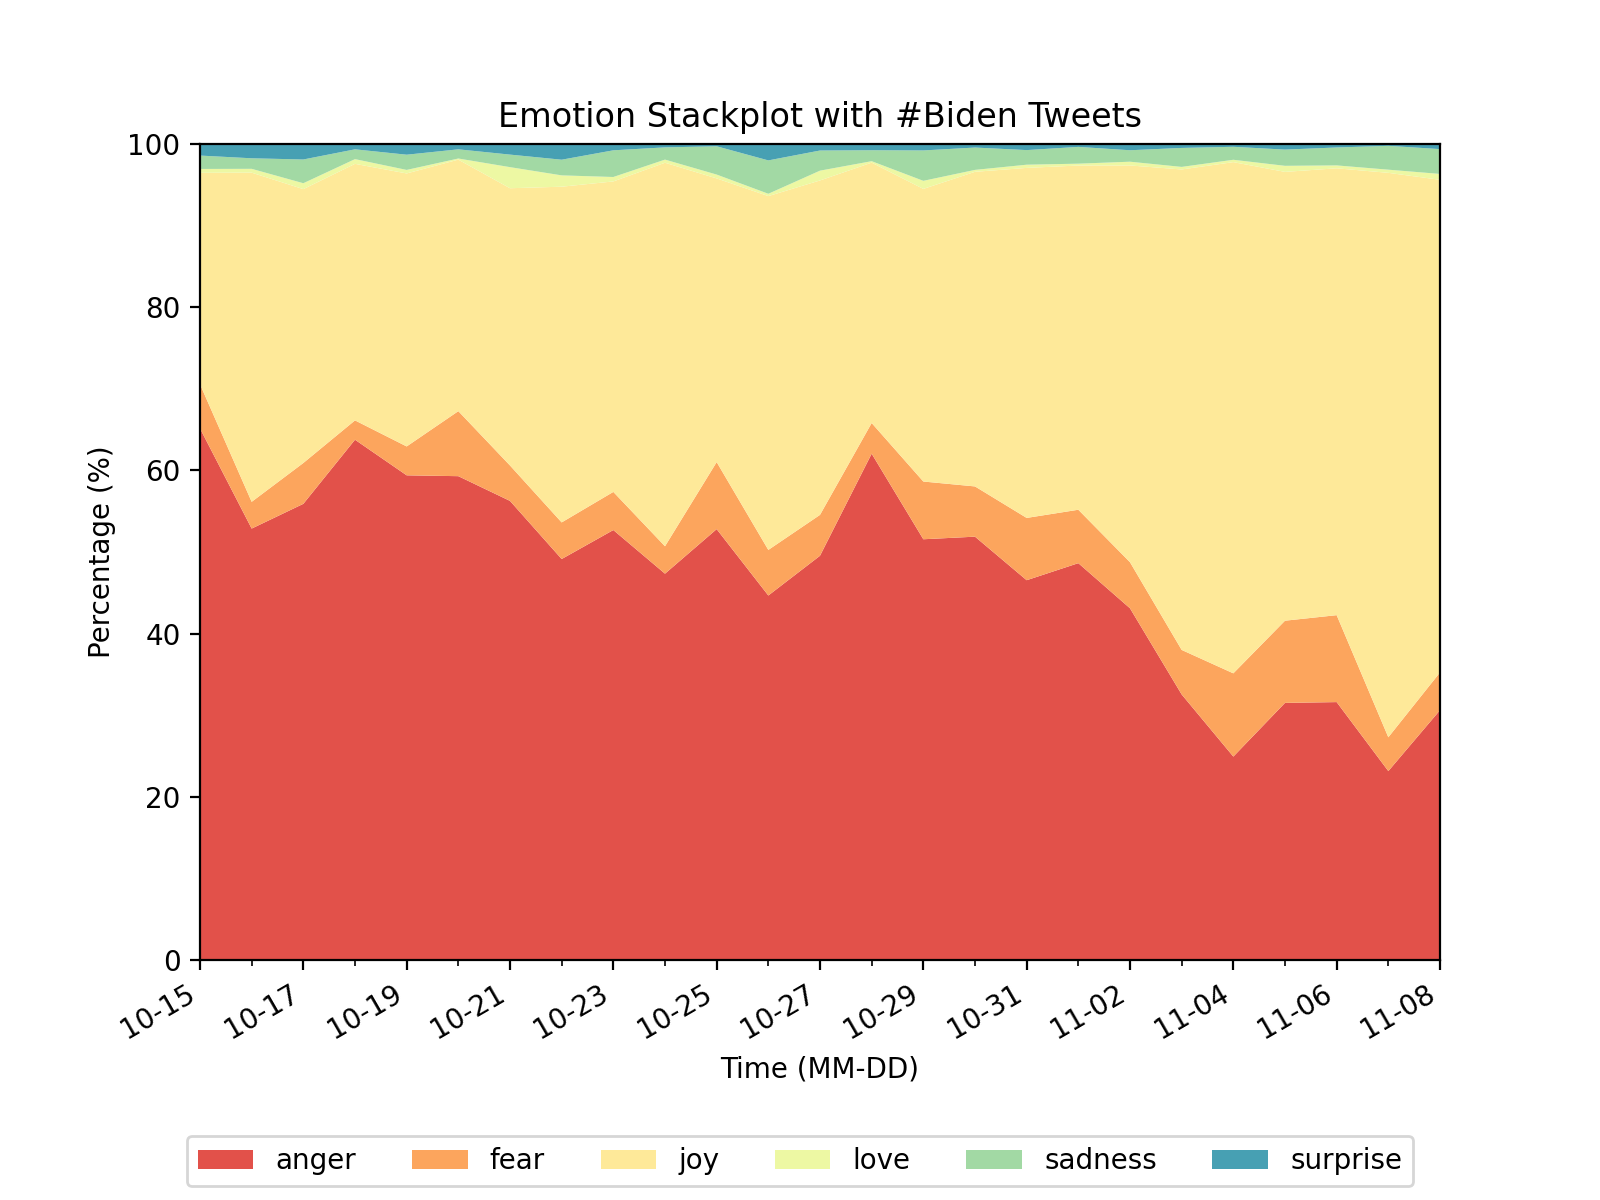 Emotion Stackplot with #Biden Tweets
Percentage (%)
100
80
60
40
20
0
10-15 10-17 10-19 10-21 10-23 10-25 10-27 10-29 10-31 11-02 11-04 11-06 11-08
Time (MM-DD)
anger fear joy love sadness surprise